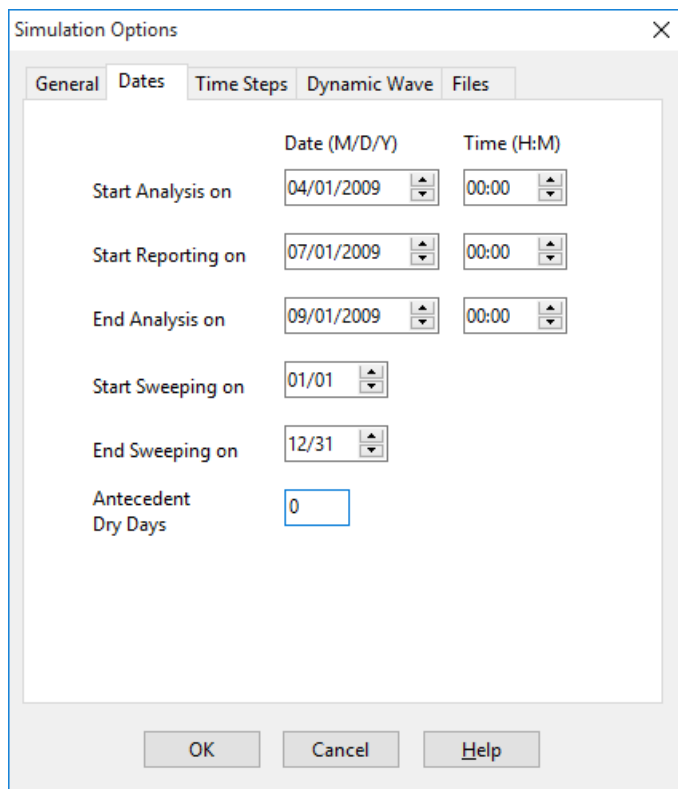 Simulation Options
General Dates Time Steps Dynamic Wave Files
Date (M/D/Y) Time (H:M)
Start Analysis on 04/01/2009 00:00
Start Reporting on 07/01/2009 00:00
End Analysis on 09/01/2009 00:00
Start Sweeping on 01/01
End Sweeping on 12/31
Antecedent
Dry Days 0
OK Cancel Help